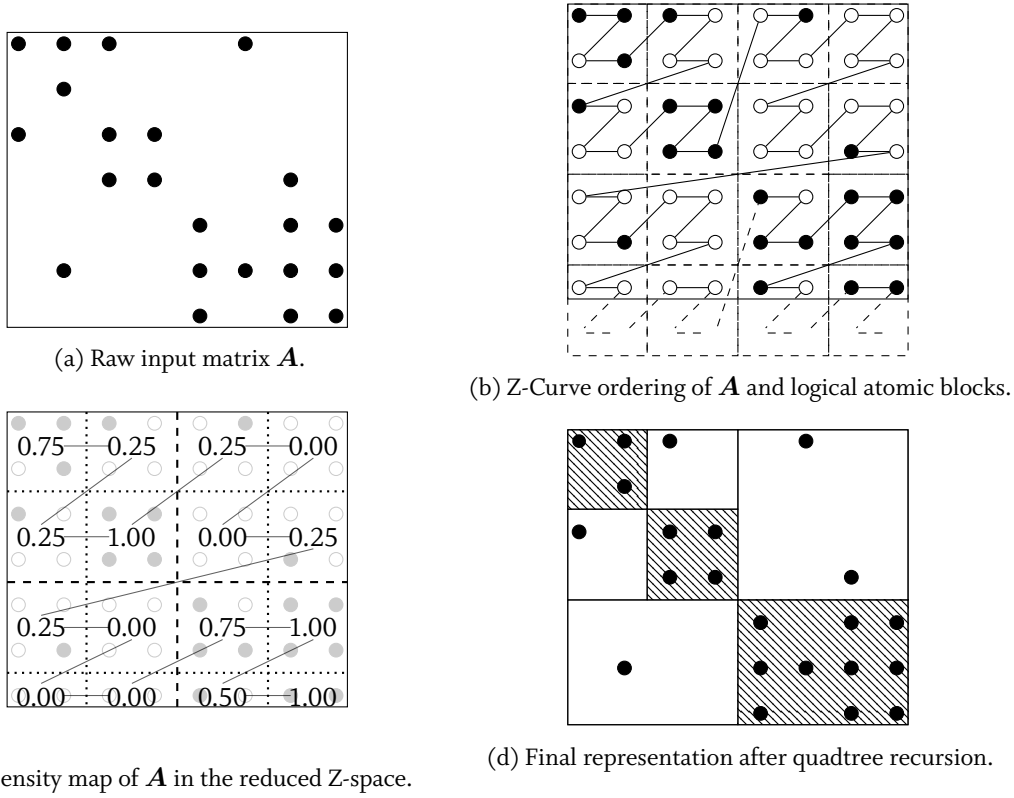 (a) Raw input matrix A.
(b) Z-Curve ordering of A and logical atomic blocks.
0.75 0.25 0.25 0.00
0.25 1.00 0.00 0.25
0.25 0.00 0.75 1.00
0.00 0.00 0.50 1.00
ensity map of A in the reduced Z-space.
(d) Final representation after quadtree recursion.